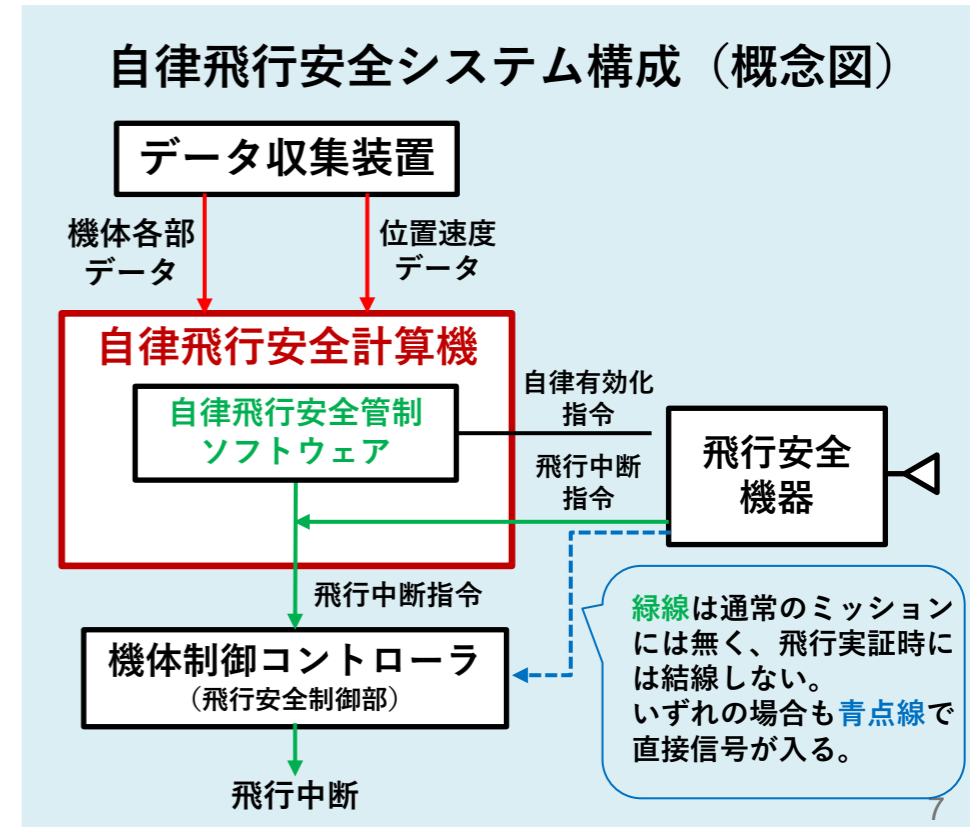 自律飛行安全システム構成（概念図）
データ収集装置
機体各部
データ
位置速度
データ
自律飛行安全計算機
自律飛行安全管制
ソフトウェア
自律有効化
指令
飛行中断
指令
飛行安全
機器
飛行中断指令
機体制御コントローラ
（飛行安全制御部）
飛行中断
緑線は通常のミッション
には無く、飛行実証時に
は結線しない。
いずれの場合も青点線で
直接信号が入る。
7